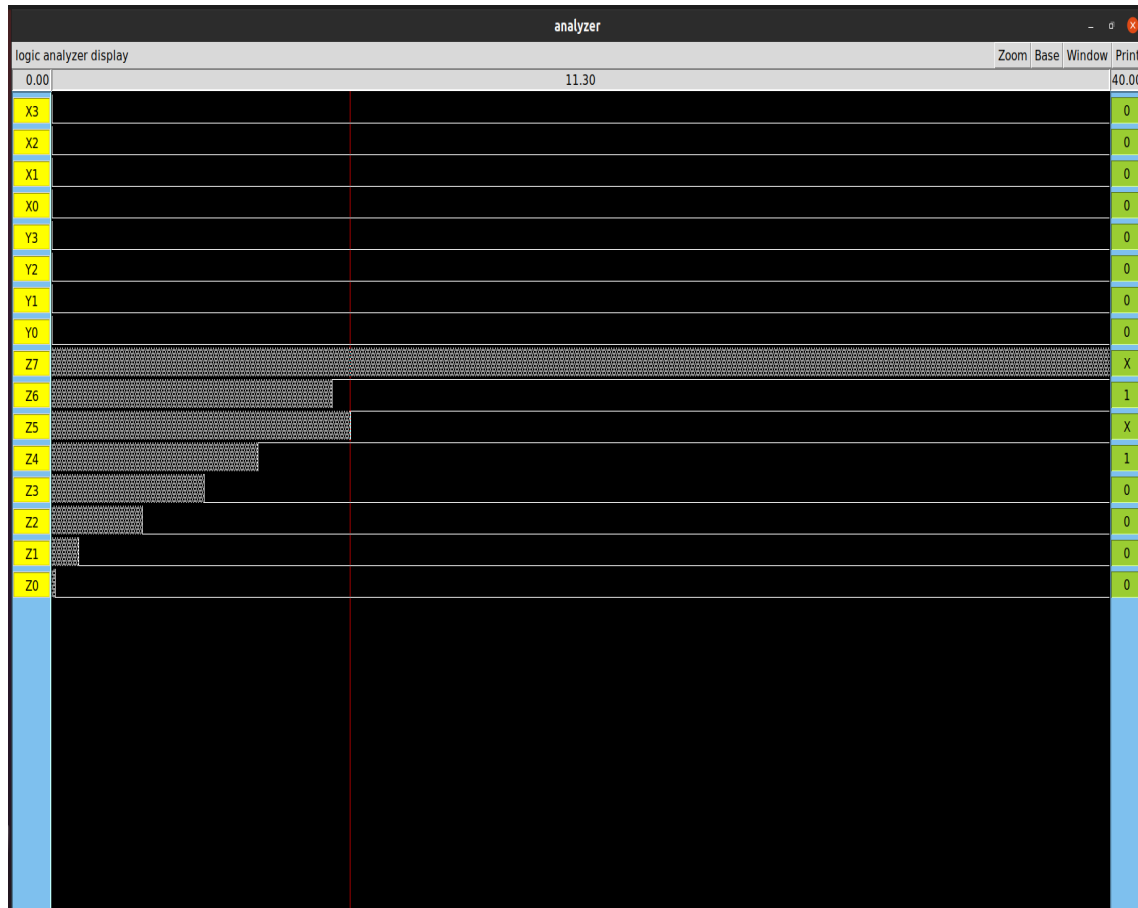 analyzer
logic analyzer display Zoom Base Window Print
0.00 11.30 40.00
X3 0
X2 0
X1 0
X0 0
Y3 0
Y2 0
Y1 0
Y0 0
Z7 X
Z6 1
Z5 X
Z4 1
Z3 0
Z2 0
Z1 0
Z0 0